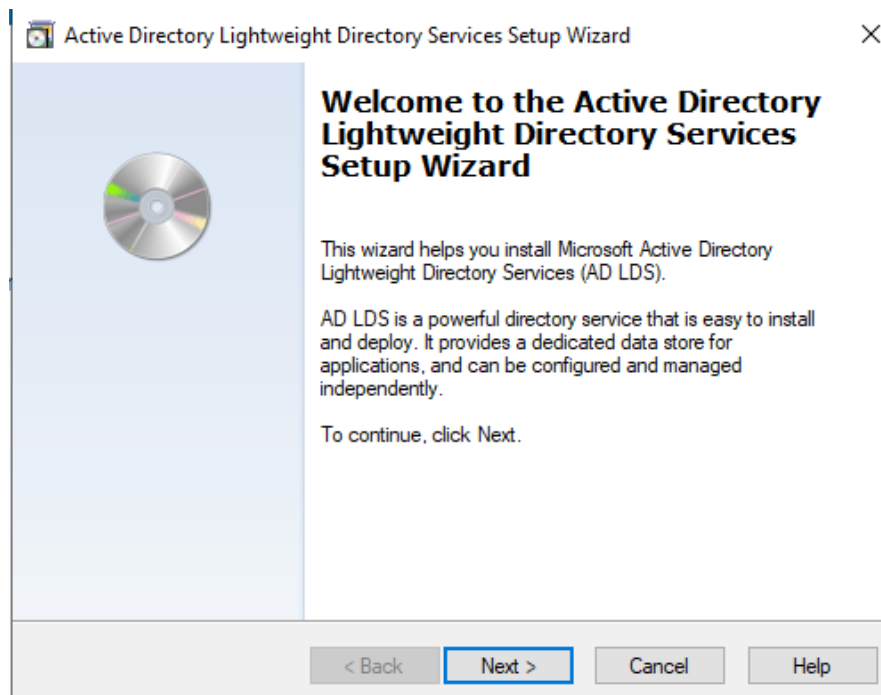 Active Directory Lightweight Directory Services Setup Wizard
Welcome to the Active Directory
Lightweight Directory Services
Setup Wizard
This wizard helps you install Microsoft Active Directory
Lightweight Directory Services (AD LDS).
AD LDS is a powerful directory service that is easy to install
and deploy. It provides a dedicated data store for
applications, and can be configured and managed
independently.
To continue, click Next.
< Back
Next >
Cancel
Help